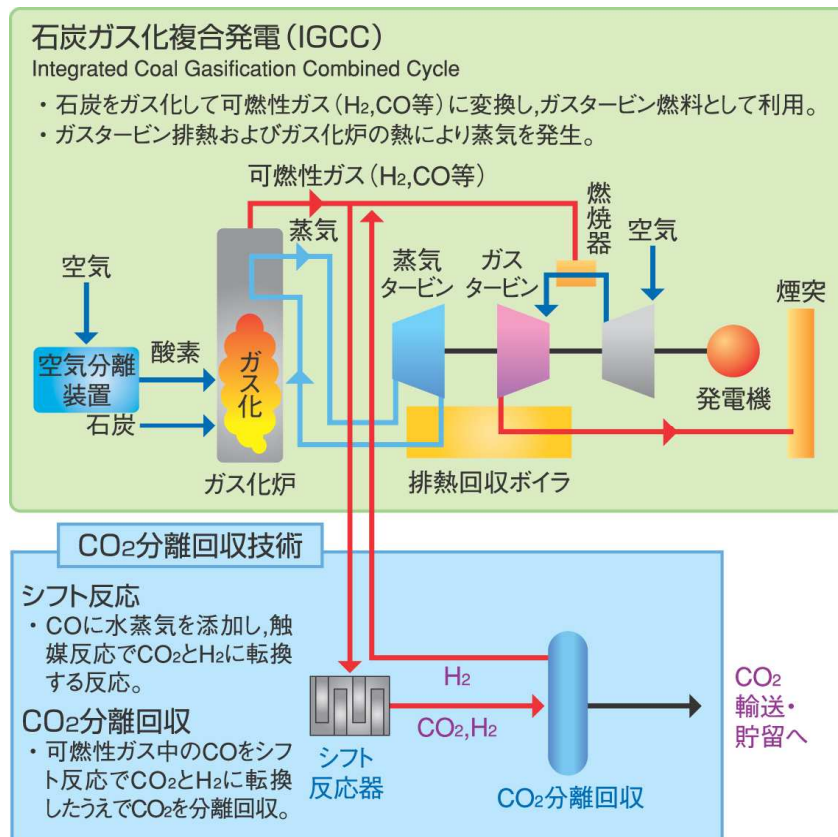 石炭ガス化複合発電(IGCC)
Integrated Coal Gasification Combined Cycle
・石炭をガス化して可燃性ガス(H2,CO等)に変換し,ガスタービン燃料として利用。
・ガスタービン排熱およびガス化炉の熱により蒸気を発生。
可燃性ガス(H2,CO等)
燃焼器
蒸気
空気
空気
蒸気
タービン
ガス
タービン
煙突
空気分離
装置
酸素
石炭
ガス化
発電機
ガス化炉
排熱回収ボイラ
CO2分離回収技術
シフト反応
・COに水蒸気を添加し,触
媒反応でCO2とH2に転換
する反応。
CO2分離回収
・可燃性ガス中のCOをシフ
ト反応でCO2とH2に転換
したうえでCO2を分離回収。
H2
CO2,H2
シフト
反応器
CO2分離回収
CO2
輸送・
貯留へ